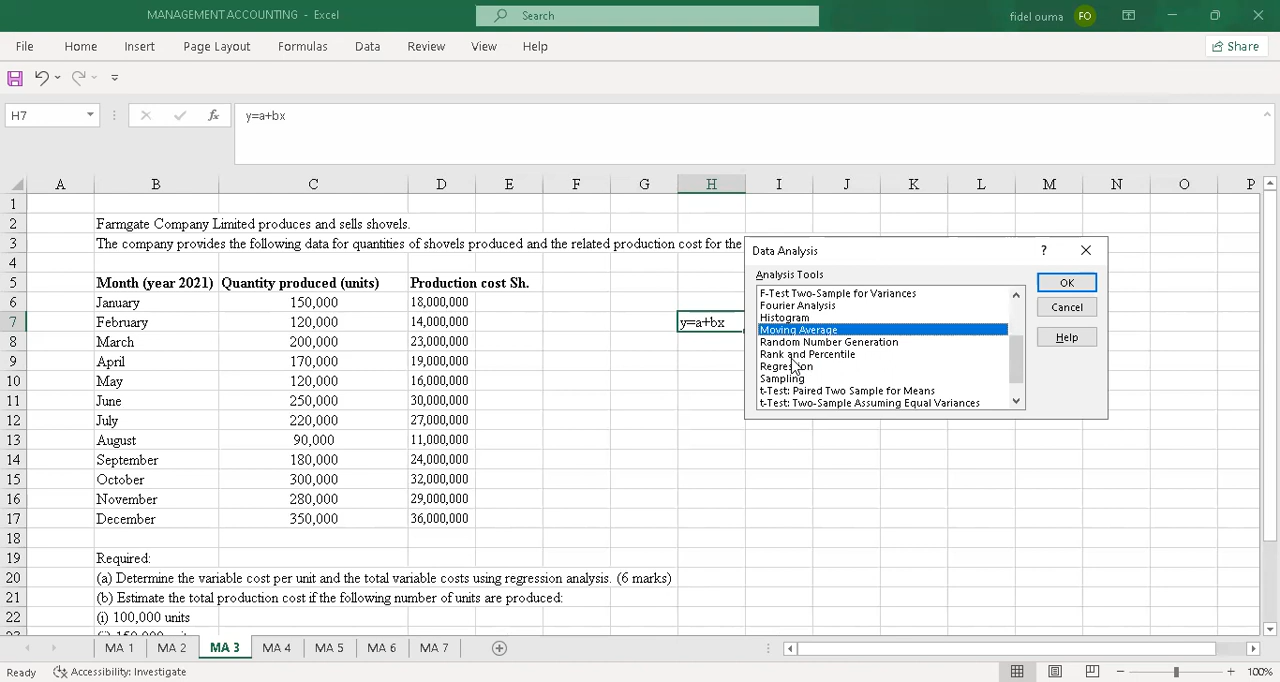 MANAGEMENT ACCOUNTING - Excel
Search
fidel ouma FO
File Home Insert Page Layout Formulas Data Review View Help
Share
H7 fx y=a+bx
A B C D E F G H I J K L M N O P
1
2 Farmgate Company Limited produces and sells shovels.
3 The company provides the following data for quantities of shovels produced and the related production cost for the
4
5 Month (year 2021) Quantity produced (units) Production cost Sh.
6 January 150,000 18,000,000
7 February 120,000 14,000,000 y=a+bx
8 March 200,000 23,000,000
9 April 170,000 19,000,000
10 May 120,000 16,000,000
11 June 250,000 30,000,000
12 July 220,000 27,000,000
13 August 90,000 11,000,000
14 September 180,000 24,000,000
15 October 300,000 32,000,000
16 November 280,000 29,000,000
17 December 350,000 36,000,000
18
19 Required:
20 (a) Determine the variable cost per unit and the total variable costs using regression analysis. (6 marks)
21 (b) Estimate the total production cost if the following number of units are produced:
22 (i) 100,000 units
Data Analysis ?
Analysis Tools
F-Test Two-Sample for Variances
Fourier Analysis
Histogram
Moving Average
Random Number Generation
Rank and Percentile
Regression
Sampling
t-Test: Paired Two Sample for Means
t-Test: Two-Sample Assuming Equal Variances
OK
Cancel
Help
MA 1 MA 2 MA 3 MA 4 MA 5 MA 6 MA 7
Ready Accessibility: Investigate 100%